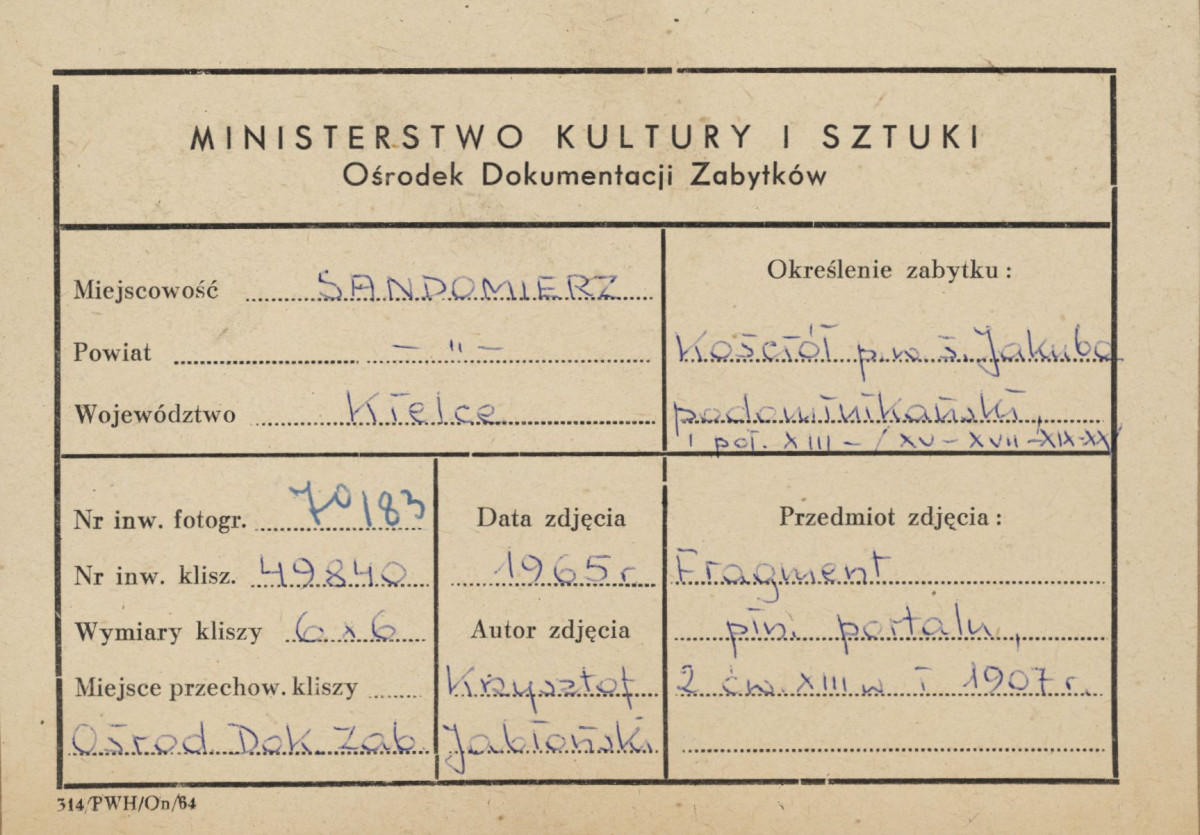 MINISTERSTWO KULTURY I SZTUKI
Ośrodek Dokumentacji Zabytków
Miejscowość SANDOMIERZ
Powiat — " —
Województwo Kielce
Określenie zabytku:
Kościół p.w ś. Jakuba
podominikański,
I poł. XIII – /XV – XVII – XIX-XX/
Nr inw. fotogr. 70/83
Nr inw. klisz. 49840
Wymiary kliszy 6 x 6
Miejsce przechow. kliszy
Ośrod. Dok. Zab.
Data zdjęcia
1965 r.
Autor zdjęcia
Krzysztof
Jabłoński
Przedmiot zdjęcia:
Fragment
płn. portalu,
2 ćw. XIII w i 1907 r.
314/PWH/On/64